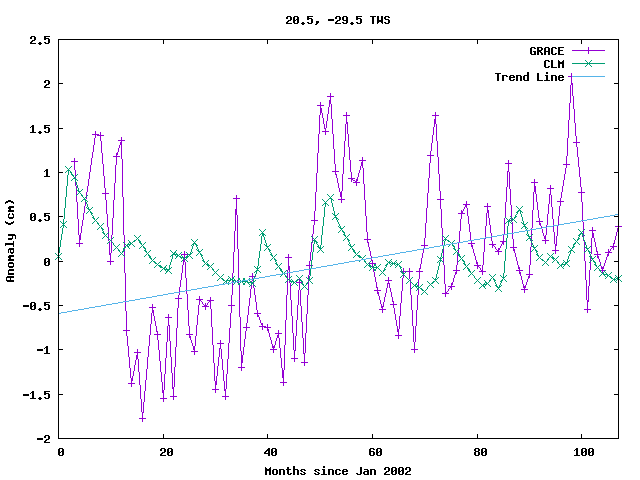 20.5, -29.5 TWS
GRACE
CLM
Trend Line
2.5
2
1.5
1
0.5
0
-0.5
-1
-1.5
-2
Anomaly (cm)
0 20 40 60 80 100
Months since Jan 2002